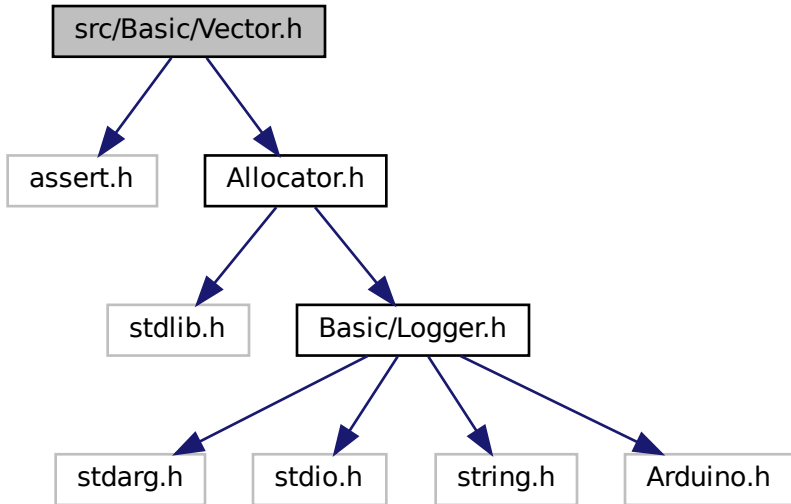 src/Basic/Vector.h
assert.h
Allocator.h
stdlib.h
Basic/Logger.h
stdarg.h
stdio.h
string.h
Arduino.h